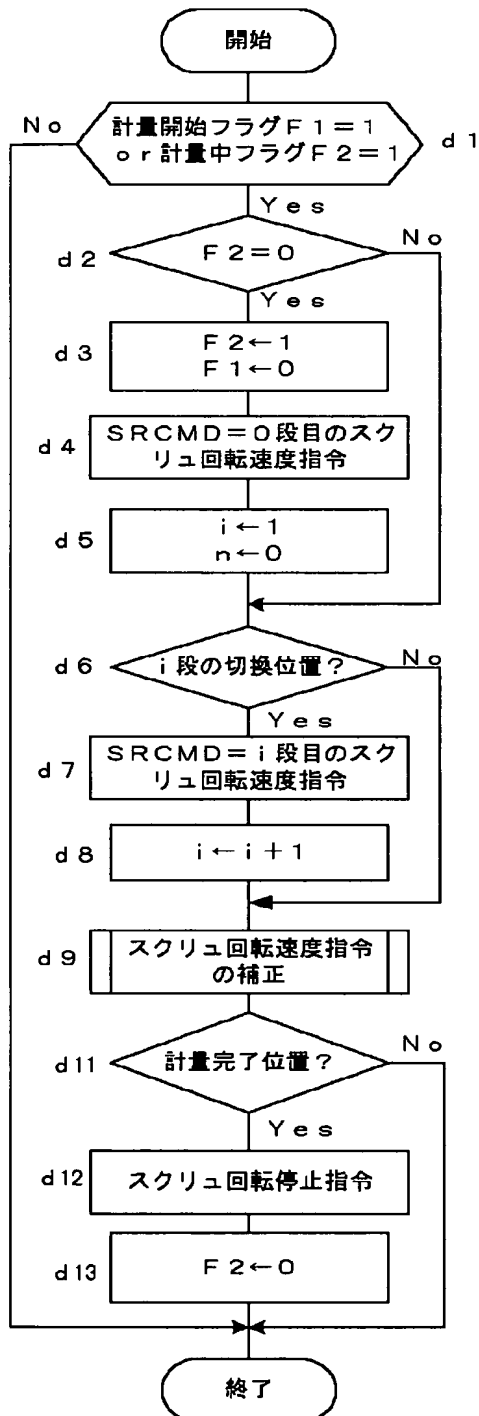 開始
No
計量開始フラグF1=1
or計量中フラグF2=1
d1
Yes
d2
F2=0
No
Yes
d3
F2←1
F1←0
d4
SRCMD=0段目のスク
リュ回転速度指令
d5
i←1
n←0
d6
i段の切換位置?
No
Yes
d7
SRCMD=i段目のスク
リュ回転速度指令
d8
i←i+1
d9
スクリュ回転速度指令
の補正
d11
計量完了位置?
No
Yes
d12
スクリュ回転停止指令
d13
F2←0
終了